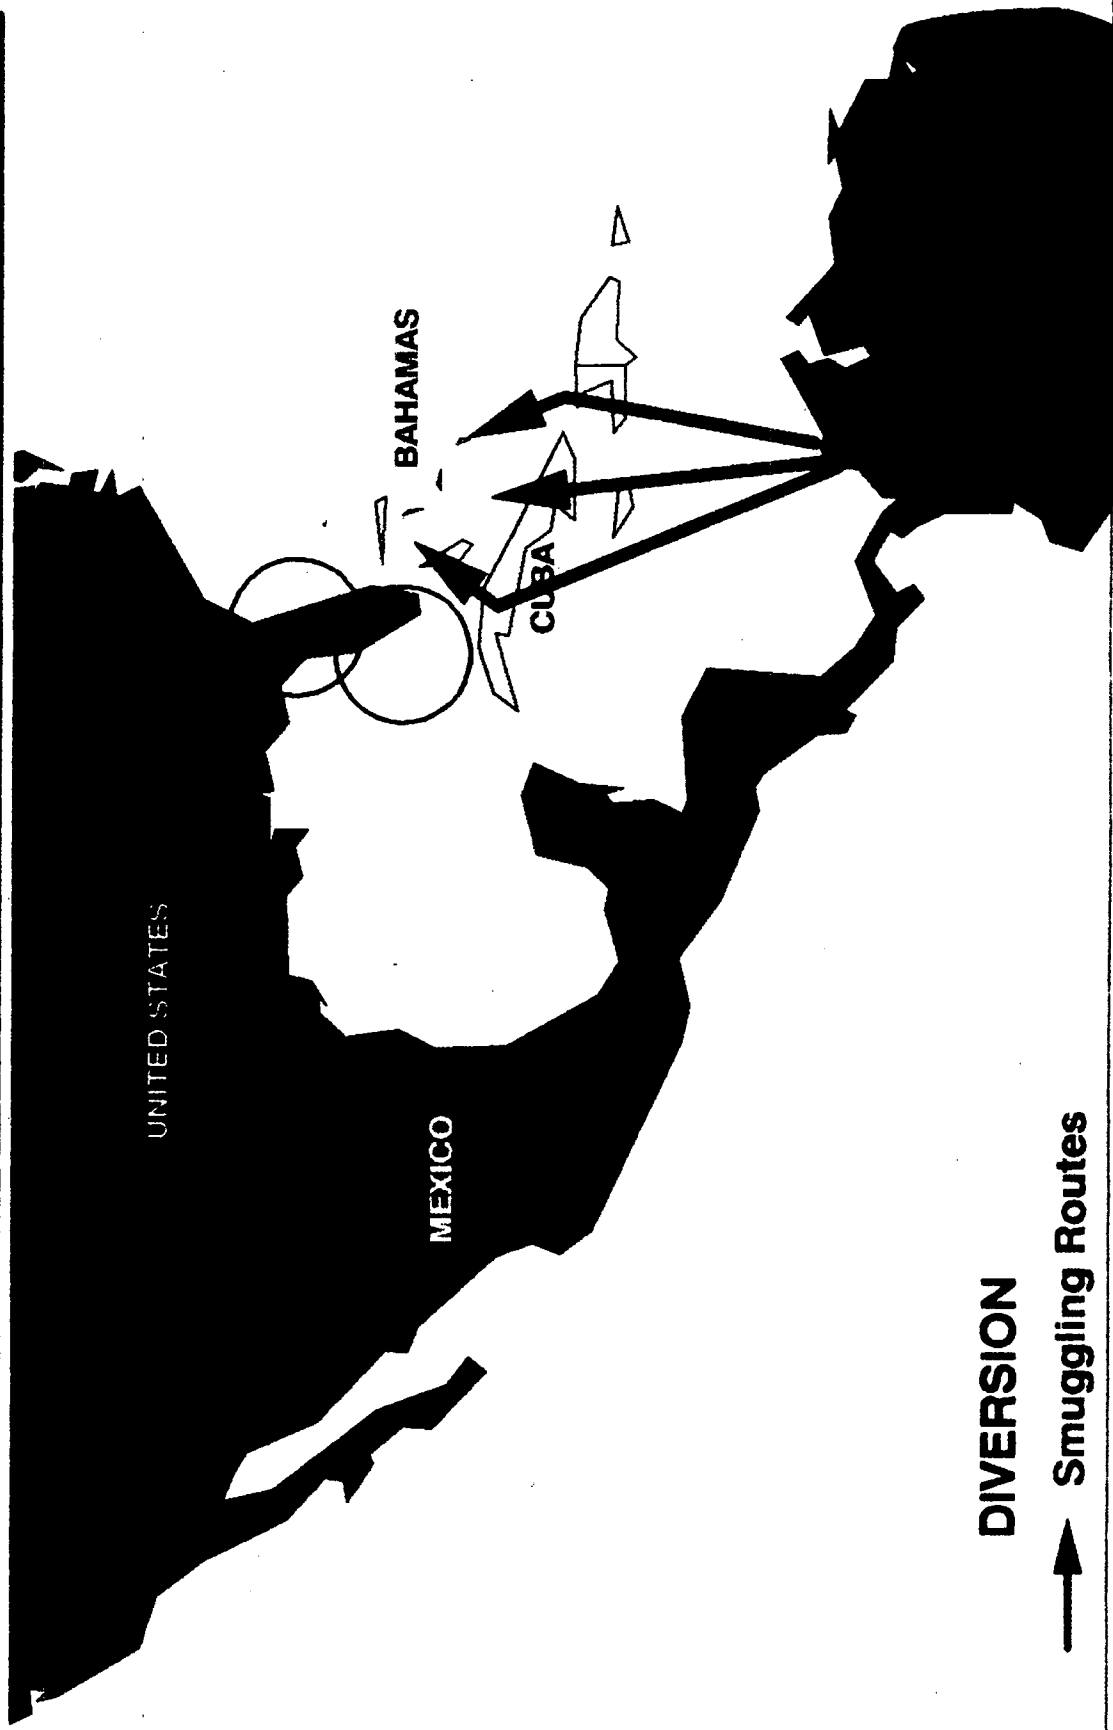 UNITED STATES
BAHAMAS
MEXICO
CUBA
DIVERSION
Smuggling Routes